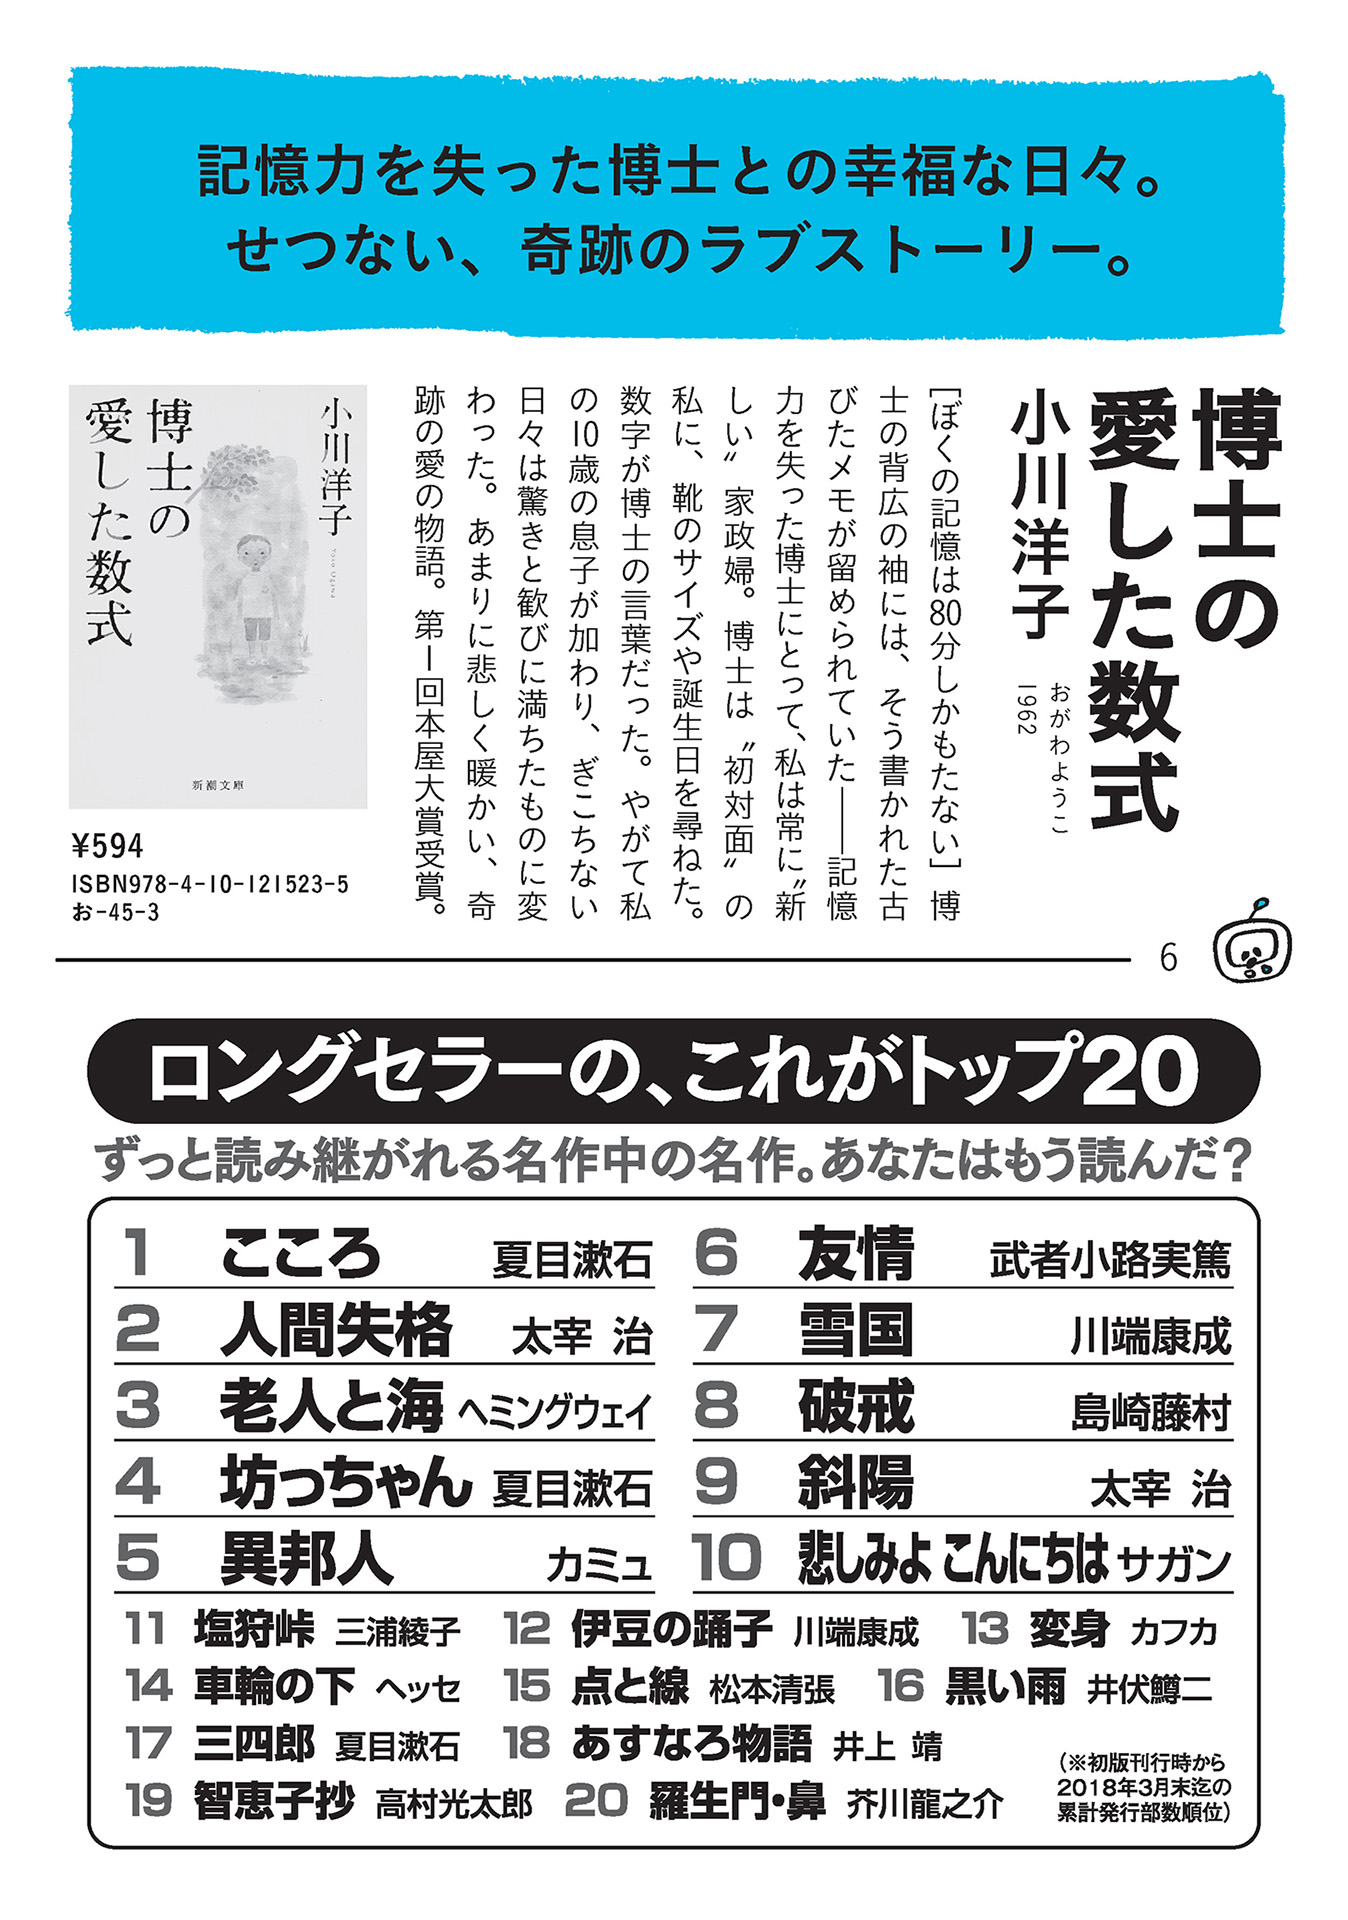 記憶力を失った博士との幸福な日々。
せつない、奇跡のラブストーリー。
博士の
愛した数式
小川洋子
おがわようこ
1962
［ぼくの記憶は80分しかもたない］博
士の背広の袖には、そう書かれた古
びたメモが留められていた――記憶
力を失った博士にとって、私は常に〝新
しい〟家政婦。博士は〝初対面〟の
私に、靴のサイズや誕生日を尋ねた。
数字が博士の言葉だった。やがて私
の10歳の息子が加わり、ぎこちない
日々は驚きと歓びに満ちたものに変
わった。あまりに悲しく暖かい、奇
跡の愛の物語。第1回本屋大賞受賞。
小川洋子
Yoko Ogawa
博士の
愛した数式
新潮文庫
¥594
ISBN978-4-10-121523-5
お-45-3
6
ロングセラーの、これがトップ20
ずっと読み継がれる名作中の名作。あなたはもう読んだ？
1 こころ 夏目漱石
2 人間失格 太宰 治
3 老人と海 ヘミングウェイ
4 坊っちゃん 夏目漱石
5 異邦人 カミュ
6 友情 武者小路実篤
7 雪国 川端康成
8 破戒 島崎藤村
9 斜陽 太宰 治
10 悲しみよ こんにちは サガン
11 塩狩峠 三浦綾子 12 伊豆の踊子 川端康成 13 変身 カフカ
14 車輪の下 ヘッセ 15 点と線 松本清張 16 黒い雨 井伏鱒二
17 三四郎 夏目漱石 18 あすなろ物語 井上 靖
19 智恵子抄 高村光太郎 20 羅生門・鼻 芥川龍之介
（※初版刊行時から
2018年3月末迄の
累計発行部数順位）